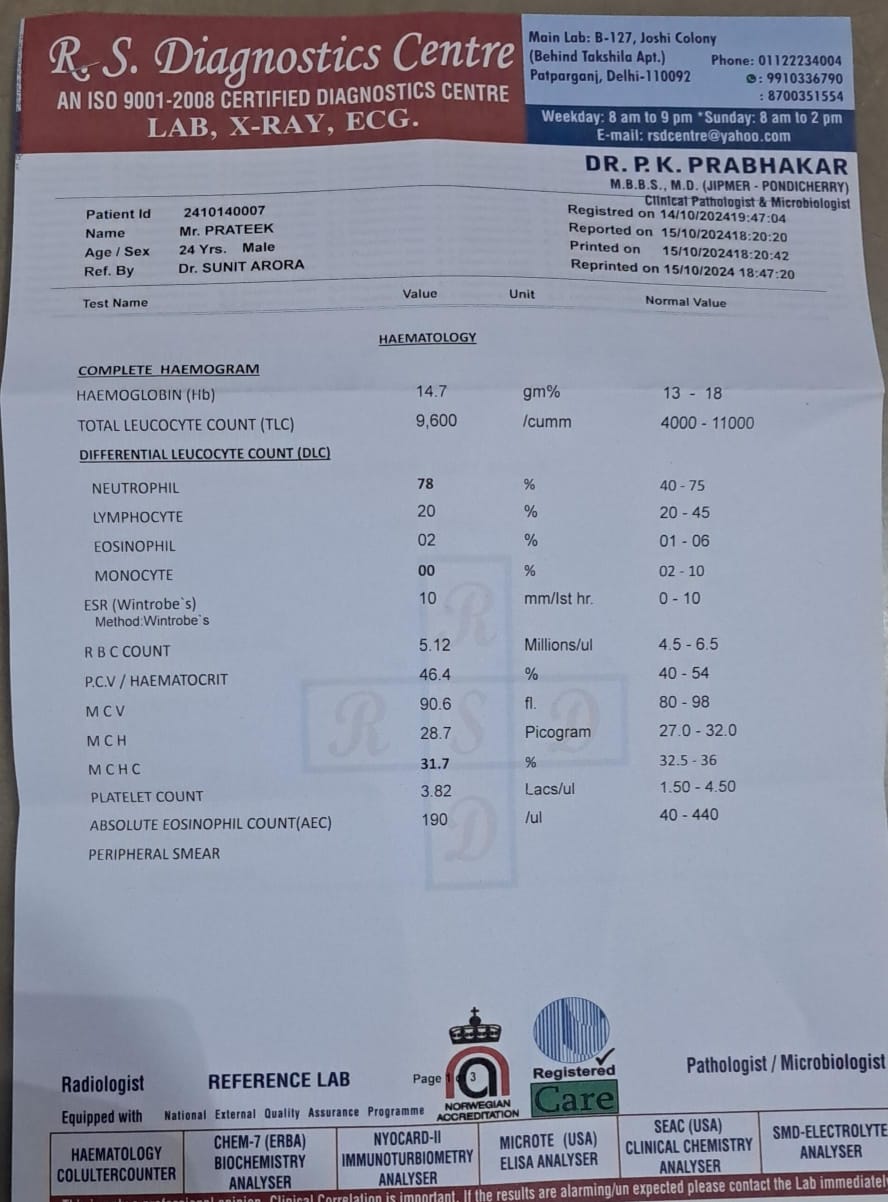 R. S. Diagnostics Centre
AN ISO 9001-2008 CERTIFIED DIAGNOSTICS CENTRE
LAB, X-RAY, ECG.
Main Lab: B-127, Joshi Colony
(Behind Takshila Apt.) Phone: 01122234004
Patparganj, Delhi-110092 : 9910336790
: 8700351554
Weekday: 8 am to 9 pm *Sunday: 8 am to 2 pm
E-mail: rsdcentre@yahoo.com
DR. P. K. PRABHAKAR
M.B.B.S., M.D. (JIPMER - PONDICHERRY)
Clinical Pathologist & Microbiologist
Patient Id 2410140007 Registred on 14/10/202419:47:04
Name Mr. PRATEEK Reported on 15/10/202418:20:20
Age / Sex 24 Yrs. Male Printed on 15/10/202418:20:42
Ref. By Dr. SUNIT ARORA Reprinted on 15/10/2024 18:47:20
Test Name Value Unit Normal Value
HAEMATOLOGY
COMPLETE HAEMOGRAM
HAEMOGLOBIN (Hb) 14.7 gm% 13 - 18
TOTAL LEUCOCYTE COUNT (TLC) 9,600 /cumm 4000 - 11000
DIFFERENTIAL LEUCOCYTE COUNT (DLC)
NEUTROPHIL 78 % 40 - 75
LYMPHOCYTE 20 % 20 - 45
EOSINOPHIL 02 % 01 - 06
MONOCYTE 00 % 02 - 10
ESR (Wintrobe`s) 10 mm/Ist hr. 0 - 10
Method:Wintrobe`s
R B C COUNT 5.12 Millions/ul 4.5 - 6.5
P.C.V / HAEMATOCRIT 46.4 % 40 - 54
M C V 90.6 fl. 80 - 98
M C H 28.7 Picogram 27.0 - 32.0
M C H C 31.7 % 32.5 - 36
PLATELET COUNT 3.82 Lacs/ul 1.50 - 4.50
ABSOLUTE EOSINOPHIL COUNT(AEC) 190 /ul 40 - 440
PERIPHERAL SMEAR
R
R S D
D
Radiologist REFERENCE LAB Page 1 3 Pathologist / Microbiologist
NORWEGIAN
ACCREDITATION
Registered
Care
Equipped with National External Quality Assurance Programme
HAEMATOLOGY
COLULTERCOUNTER
CHEM-7 (ERBA)
BIOCHEMISTRY
ANALYSER
NYOCARD-II
IMMUNOTURBIOMETRY
ANALYSER
MICROTE (USA)
ELISA ANALYSER
SEAC (USA)
CLINICAL CHEMISTRY
ANALYSER
SMD-ELECTROLYTE
ANALYSER
Clinical Correlation is important. If the results are alarming/un expected please contact the Lab